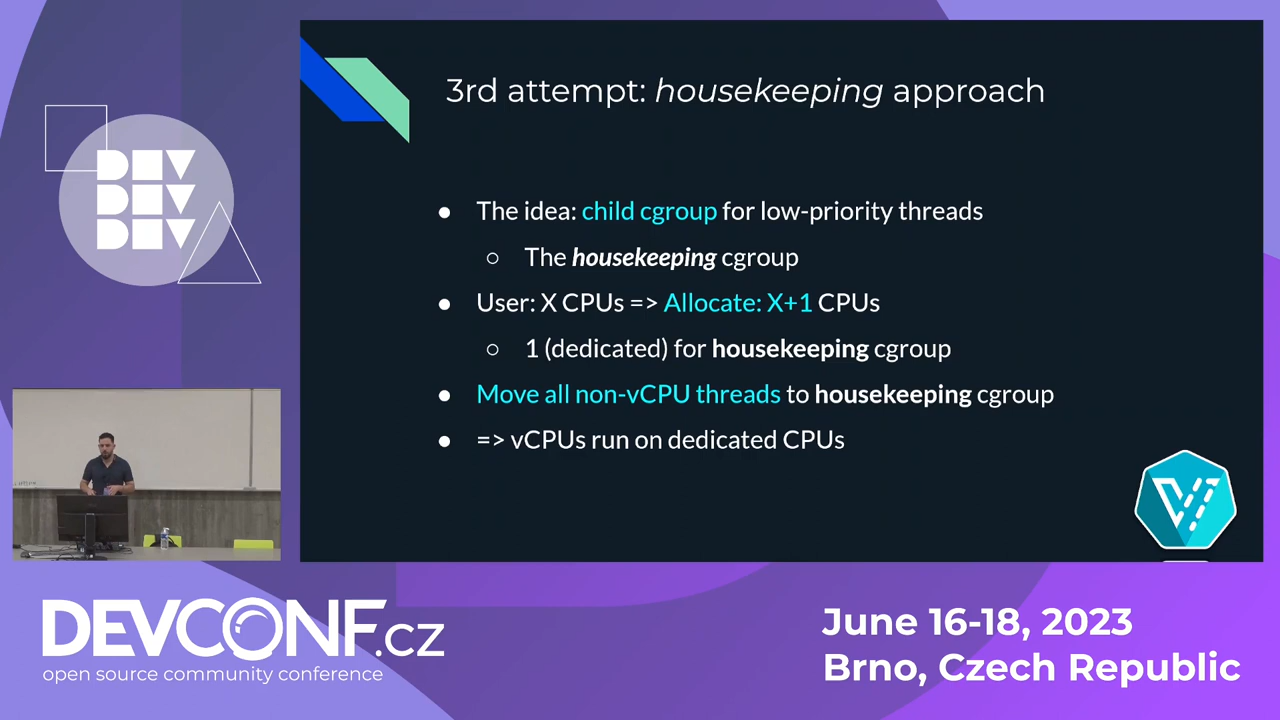 DEV
DEV
DEV
3rd attempt: housekeeping approach
● The idea: child cgroup for low-priority threads
○ The housekeeping cgroup
● User: X CPUs => Allocate: X+1 CPUs
○ 1 (dedicated) for housekeeping cgroup
● Move all non-vCPU threads to housekeeping cgroup
● => vCPUs run on dedicated CPUs
DEVCONF.cz
open source community conference
June 16-18, 2023
Brno, Czech Republic